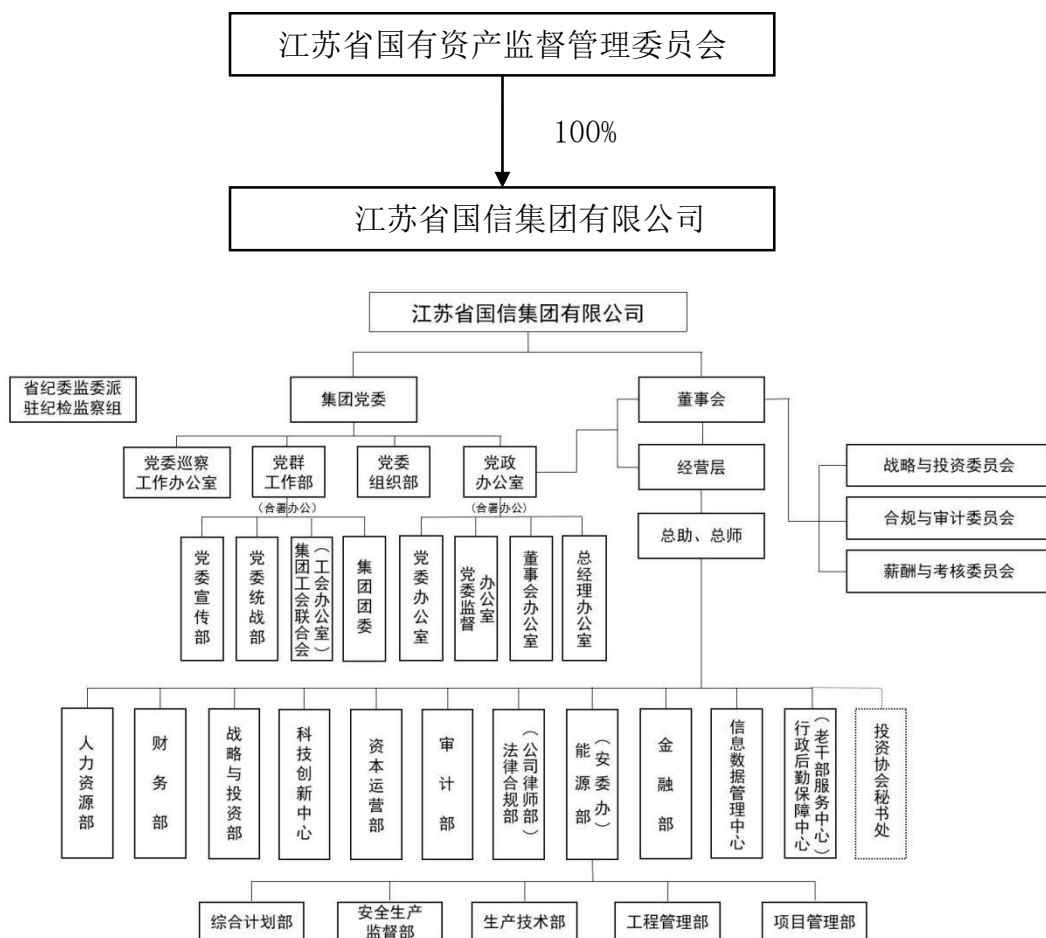 江苏省国有资产监督管理委员会
100%
江苏省国信集团有限公司
江苏省国信集团有限公司
省纪委监委派
驻纪检监察组
集团党委
董事会
党委巡察
工作办公室
党群
工作部
党委
组织部
党政
办公室
经营层
战略与投资委员会
(合署办公)
(合署办公)
合规与审计委员会
总助、总师
薪酬与考核委员会
党委宣传部
党委统战部
集团工会联合会
(工会办公室)
集团团委
党委办公室
党委监督
办公室
董事会办公室
总经理办公室
人力资源部
财务部
战略与投资部
科技创新中心
资本运营部
审计部
法律合规部
(公司律师部)
能源部
(安委办)
金融部
信息数据管理中心
行政后勤保障中心
(老干部服务中心)
投资协会秘书处
综合计划部
安全生产
监督部
生产技术部
工程管理部
项目管理部